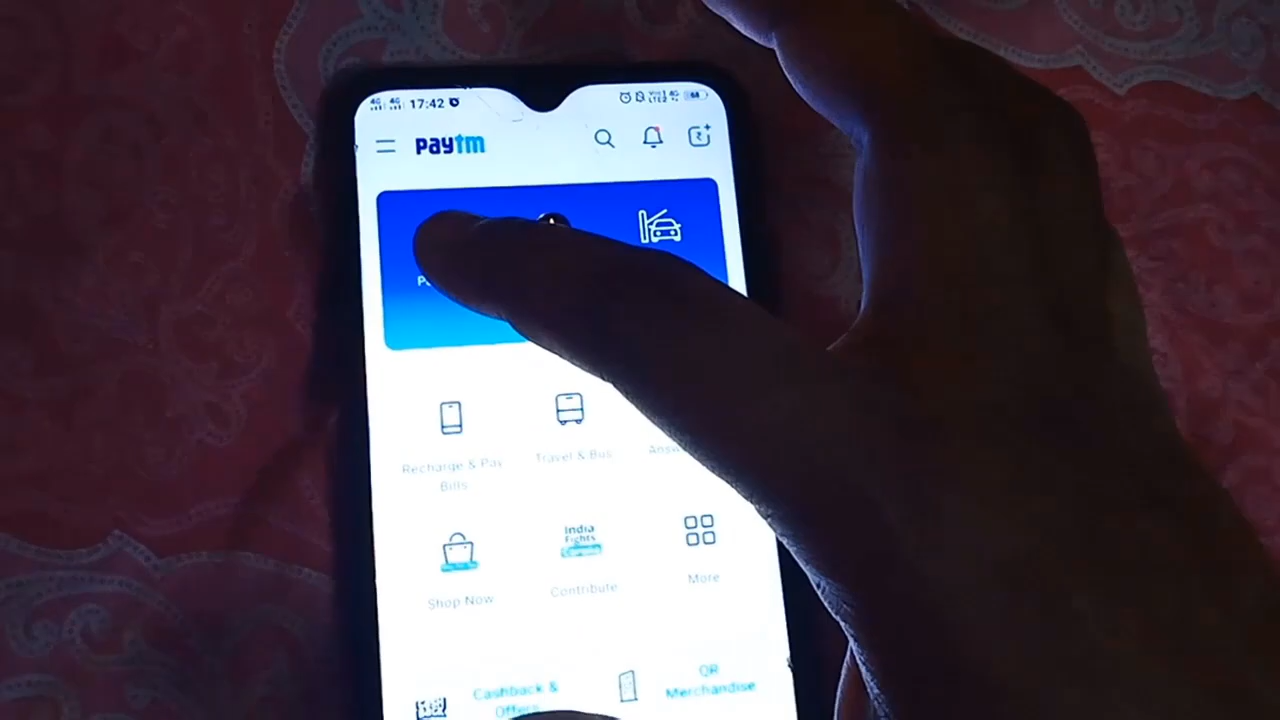 4G 4G 17:42
68
paytm
Recharge & Pay
Bills
Travel & Bus
India
Fights
Shop Now
Contribute
More
Cashback &
Offers
QR
Merchandise